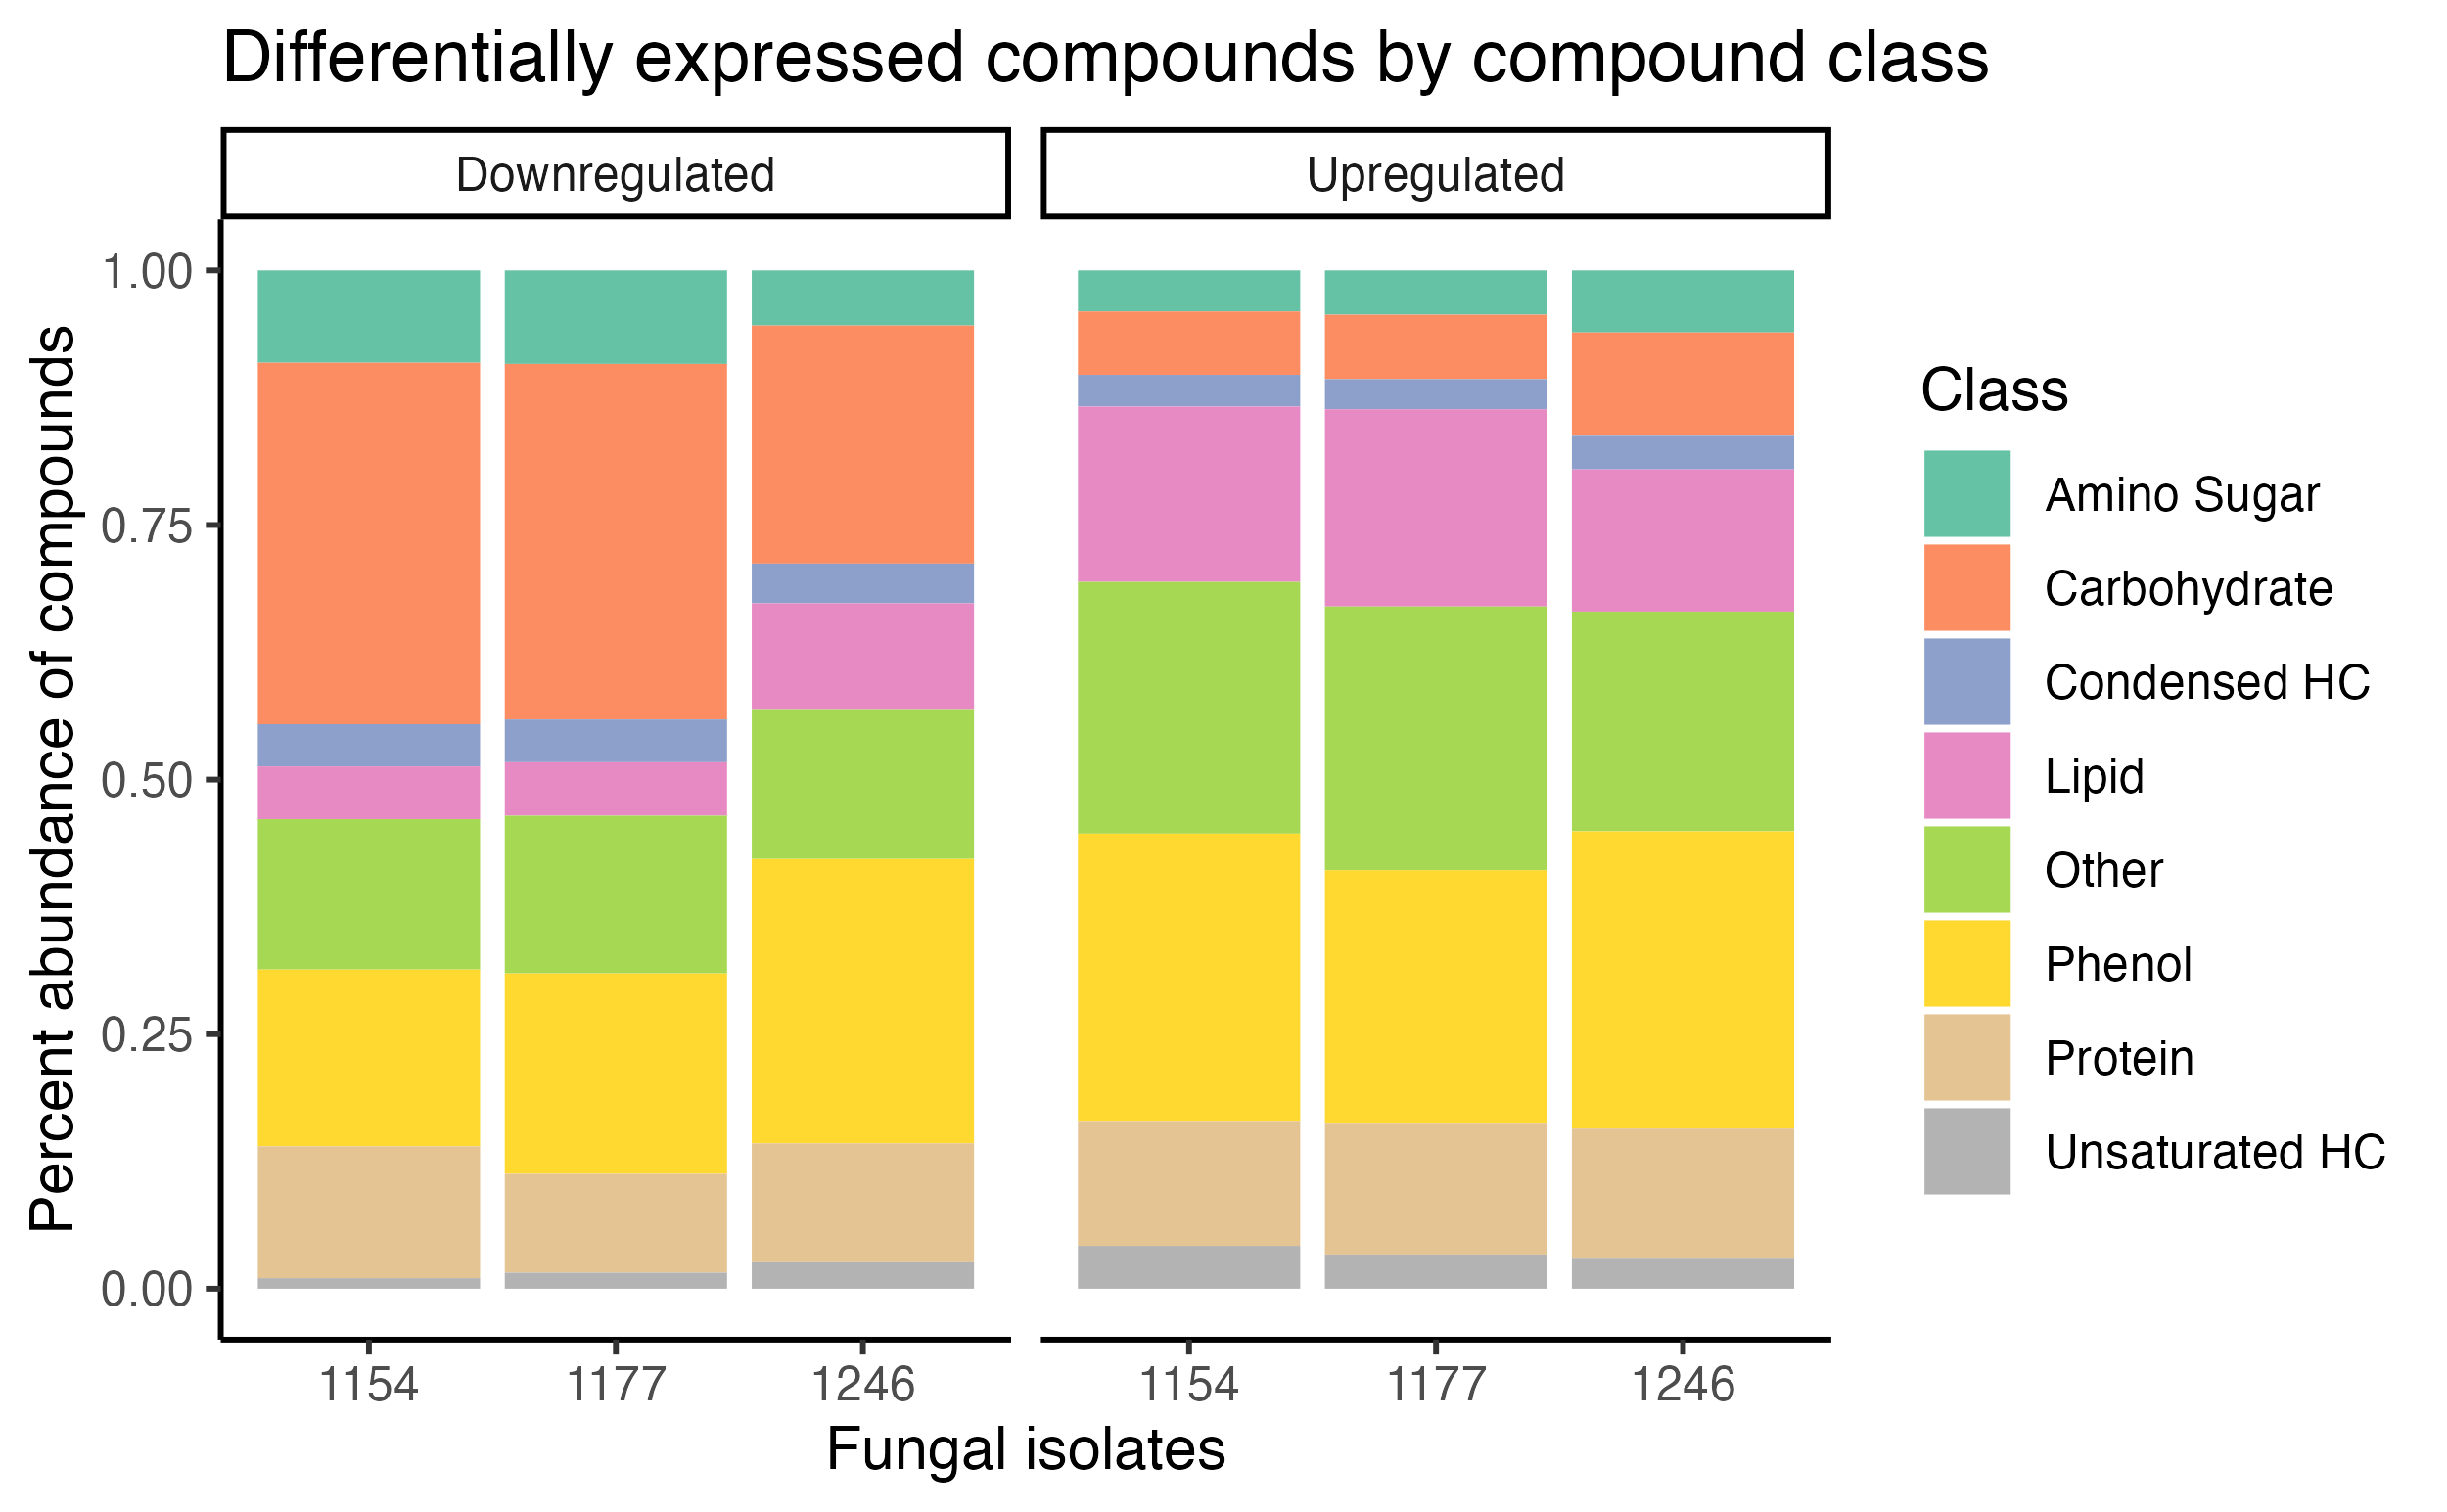 Differentially expressed compounds by compound class
Downregulated
Upregulated
Percent abundance of compounds
1.00
0.75
0.50
0.25
0.00
1154
1177
1246
1154
1177
1246
Fungal isolates
Class
Amino Sugar
Carbohydrate
Condensed HC
Lipid
Other
Phenol
Protein
Unsaturated HC